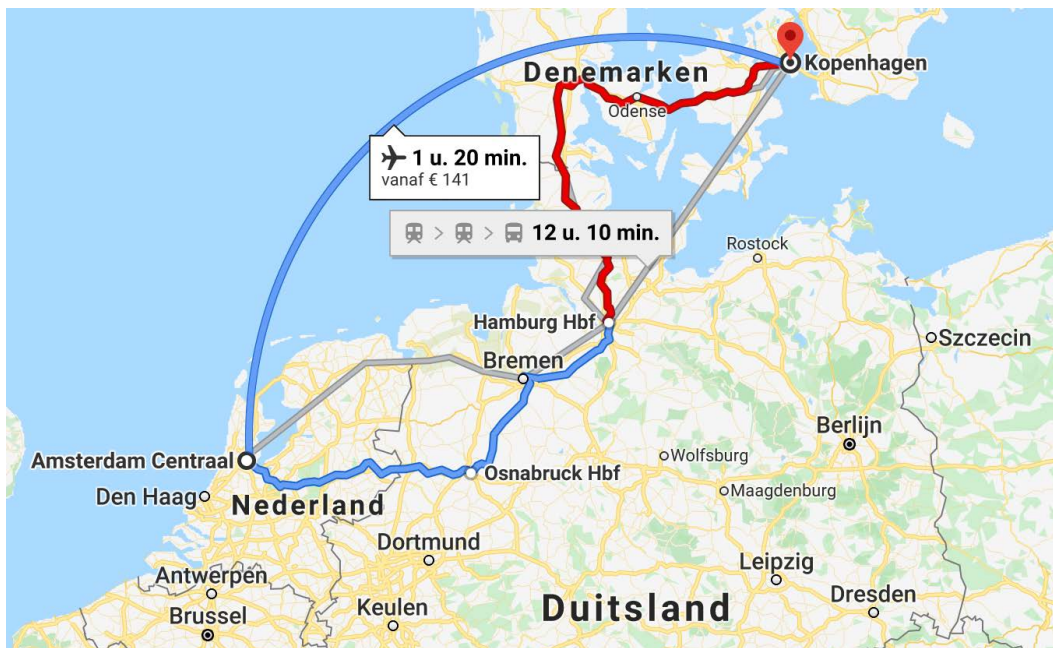 Kopenhagen
Denemarken
Odense
1 u. 20 min.
vanaf € 141
> > 12 u. 10 min.
Rostock
Hamburg Hbf
Szczecin
Bremen
Berlijn
Amsterdam Centraal
Wolfsburg
Osnabruck Hbf
Maagdenburg
Den Haag
Nederland
Dortmund
Leipzig
Antwerpen
Dresden
Keulen
Duitsland
Brussel